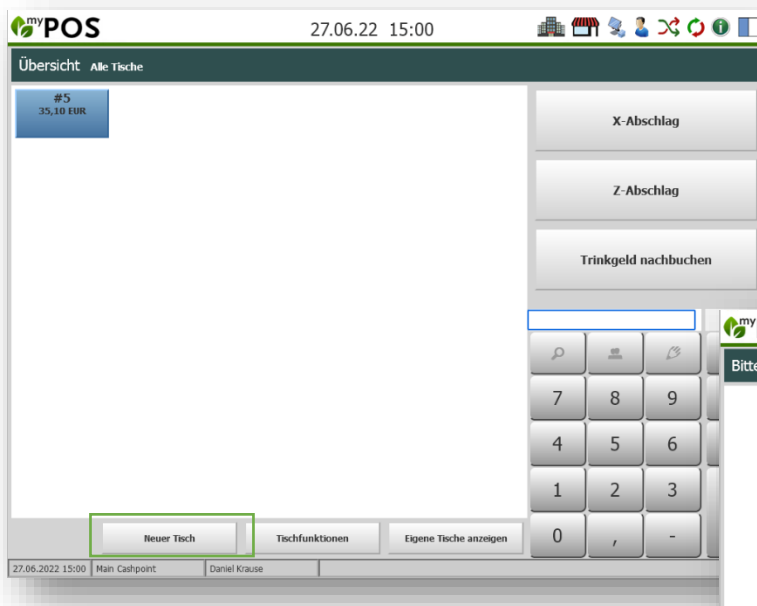 myPOS
27.06.22 15:00
Übersicht Alle Tische
#5
35,10 EUR
X-Abschlag
Z-Abschlag
Trinkgeld nachbuchen
my
Bitte
7 8 9
4 5 6
1 2 3
0 , -
Neuer Tisch Tischfunktionen Eigene Tische anzeigen
27.06.2022 15:00 Main Cashpoint Daniel Krause